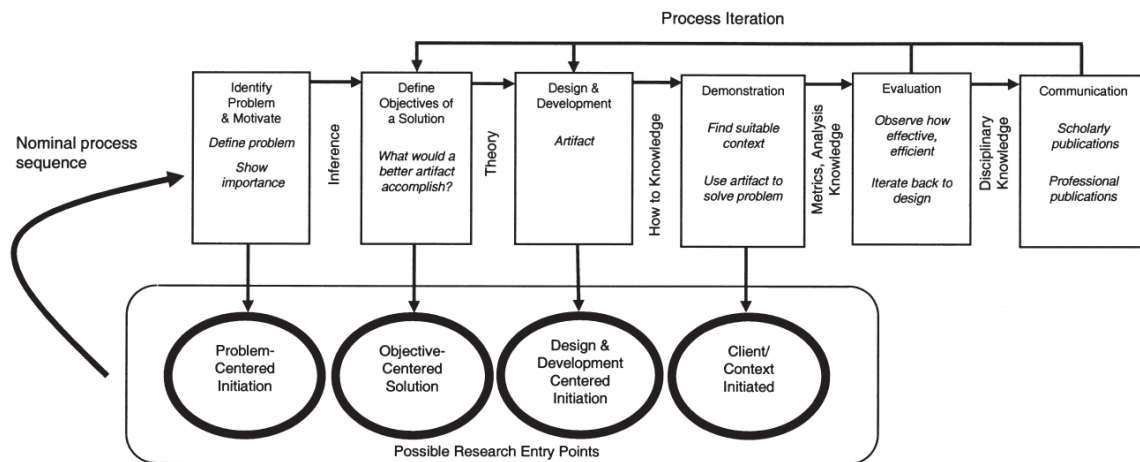 Process Iteration
Nominal process
sequence
Identify
Problem
& Motivate
Define problem
Show
importance
Inference
Define
Objectives of
a Solution
What would a
better artifact
accomplish?
Theory
Design &
Development
Artifact
How to Knowledge
Demonstration
Find suitable
context
Use artifact to
solve problem
Metrics, Analysis
Knowledge
Evaluation
Observe how
effective,
efficient
Iterate back to
design
Disciplinary
Knowledge
Communication
Scholarly
publications
Professional
publications
Problem-
Centered
Initiation
Objective-
Centered
Solution
Design &
Development
Centered
Initiation
Client/
Context
Initiated
Possible Research Entry Points